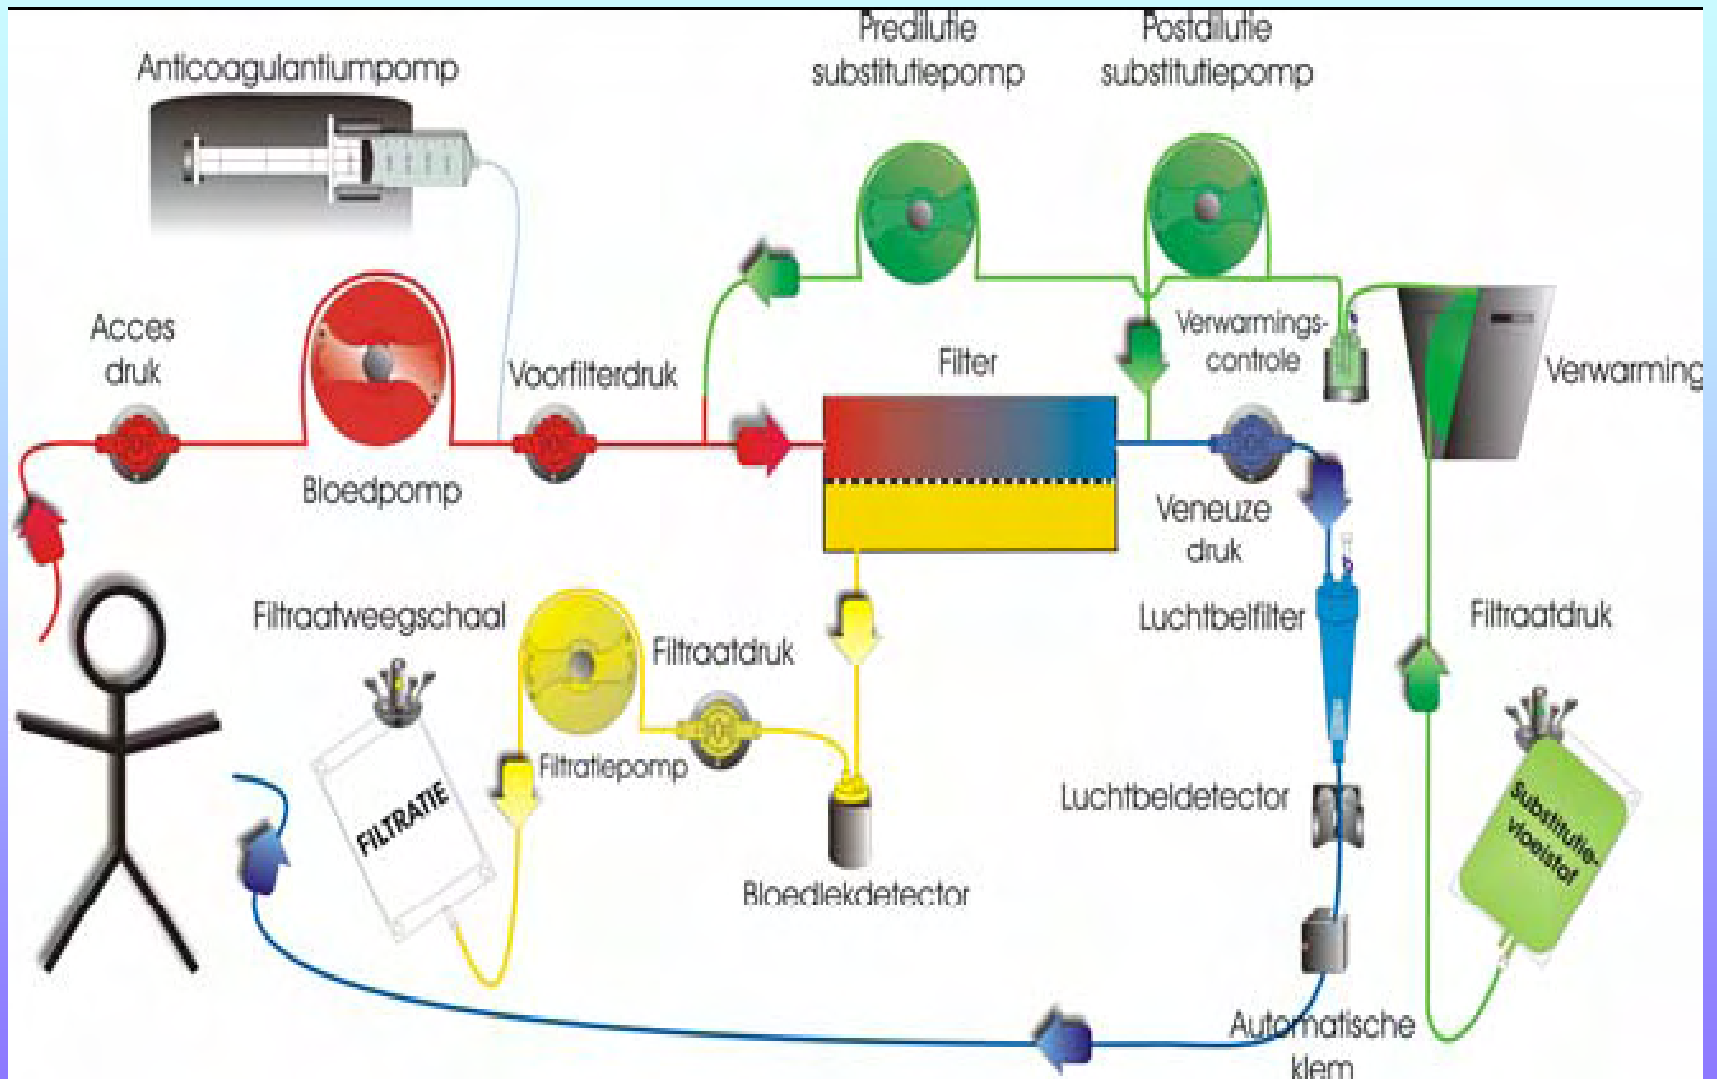 Predilutie
substitutiepomp
Postdilutie
substitutiepomp
Anticoagulantiumpomp
Acces
druk
Voorfilterdruk
Filter
Verwarmings-
controle
Verwarming
Bloedpomp
Veneuze
druk
Filtraatweegschaal
Filtraatdruk
Luchtbelfilter
Filtraatdruk
Filtratiepomp
FILTRATIE
Luchtbeldetector
Substitutie-
vloeistof
Bloedlekdetector
Automatische
klem